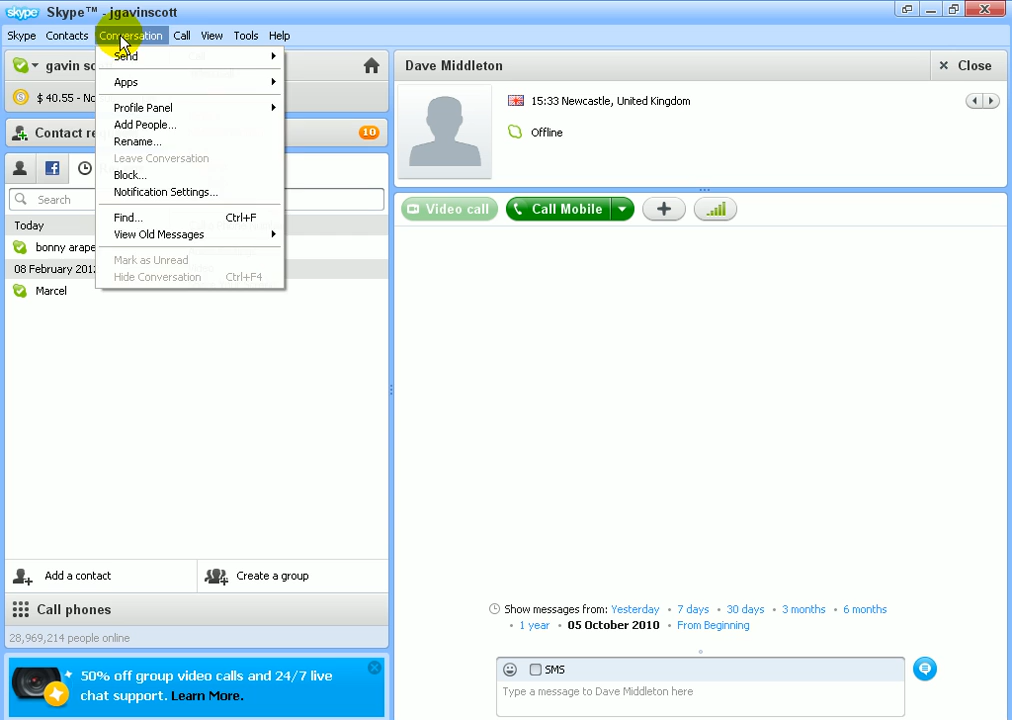 skype Skype™ - jgavinscott
Skype Contacts Conversation Call View Tools Help
gavin sc
$ 40.55 - No
Contact re
10
Search
Today
bonny arape
08 February 2012
Marcel
Send
Apps
Profile Panel
Add People...
Rename...
Leave Conversation
Block...
Notification Settings...
Find... Ctrl+F
View Old Messages
Mark as Unread
Hide Conversation Ctrl+F4
Add a contact
Create a group
Call phones
28,969,214 people online
50% off group video calls and 24/7 live
chat support. Learn More.
Dave Middleton
Close
15:33 Newcastle, United Kingdom
Offline
Video call
Call Mobile
Show messages from: Yesterday • 7 days • 30 days • 3 months • 6 months
• 1 year • 05 October 2010 • From Beginning
SMS
Type a message to Dave Middleton here